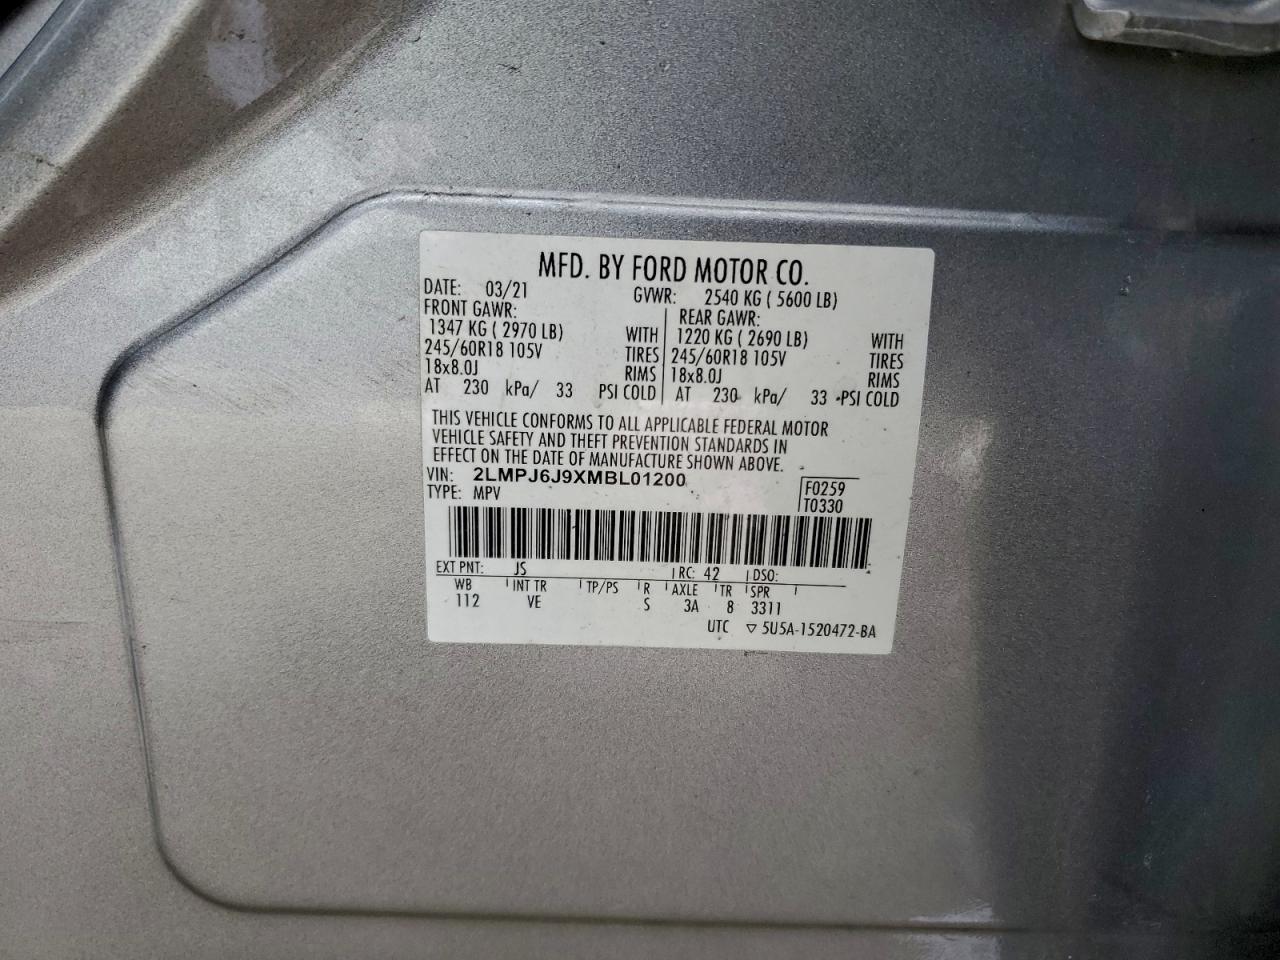 MFD. BY FORD MOTOR CO.
DATE: 03/21 GVWR: 2540 KG ( 5600 LB)
FRONT GAWR: REAR GAWR:
1347 KG ( 2970 LB) WITH 1220 KG ( 2690 LB) WITH
245/60R18 105V TIRES 245/60R18 105V TIRES
18x8.0J RIMS 18x8.0J RIMS
AT 230 kPa/ 33 PSI COLD AT 230 kPa/ 33 PSI COLD
THIS VEHICLE CONFORMS TO ALL APPLICABLE FEDERAL MOTOR
VEHICLE SAFETY AND THEFT PREVENTION STANDARDS IN
EFFECT ON THE DATE OF MANUFACTURE SHOWN ABOVE.
VIN: 2LMPJ6J9XMBL01200 F0259
TYPE: MPV T0330
EXT PNT: JS RC: 42 DSO:
WB INT TR TP/PS R AXLE TR SPR
112 VE S 3A 8 3311
UTC ▽ 5U5A-1520472-BA